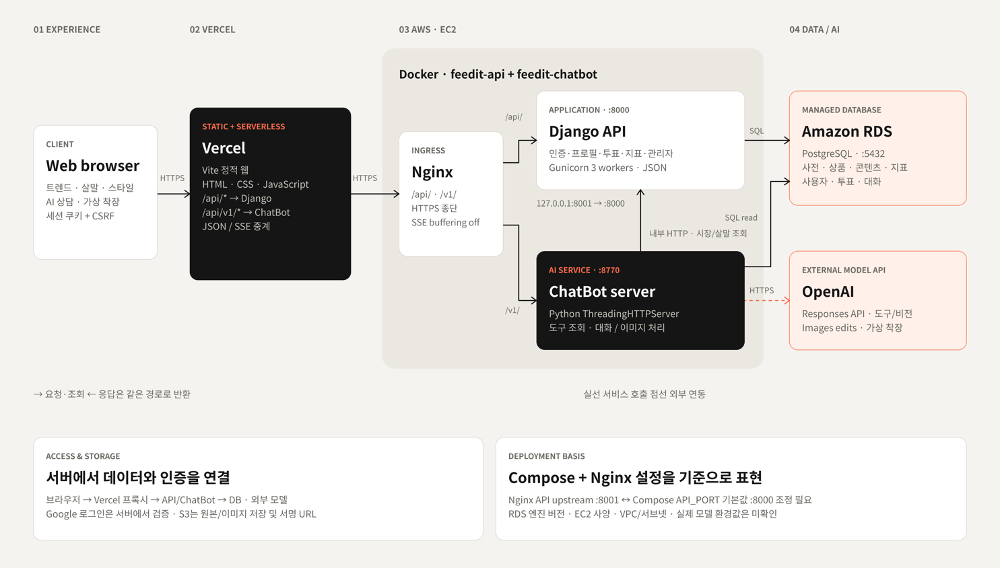 01 EXPERIENCE
02 VERCEL
03 AWS · EC2
04 DATA / AI
Docker · feedit-api + feedit-chatbot
CLIENT
Web browser
트렌드 · 살말 · 스타일
AI 상담 · 가상 착장
세션 쿠키 + CSRF
HTTPS
STATIC + SERVERLESS
Vercel
Vite 정적 웹
HTML · CSS · JavaScript
/api/* → Django
/api/v1/* → ChatBot
JSON / SSE 중계
HTTPS
INGRESS
Nginx
/api/ · /v1/
HTTPS 종단
SSE buffering off
/api/
/v1/
APPLICATION · :8000
Django API
인증·프로필·투표·지표·관리자
Gunicorn 3 workers · JSON
127.0.0.1:8001 → :8000
SQL
SQL read
내부 HTTP · 시장/살말 조회
AI SERVICE · :8770
ChatBot server
Python ThreadingHTTPServer
도구 조회 · 대화 / 이미지 처리
HTTPS
MANAGED DATABASE
Amazon RDS
PostgreSQL · :5432
사전 · 상품 · 콘텐츠 · 지표
사용자 · 투표 · 대화
EXTERNAL MODEL API
OpenAI
Responses API · 도구/비전
Images edits · 가상 착장
→ 요청·조회 ← 응답은 같은 경로로 반환
실선 서비스 호출 점선 외부 연동
ACCESS & STORAGE
서버에서 데이터와 인증을 연결
브라우저 → Vercel 프록시 → API/ChatBot → DB · 외부 모델
Google 로그인은 서버에서 검증 · S3는 원본/이미지 저장 및 서명 URL
DEPLOYMENT BASIS
Compose + Nginx 설정을 기준으로 표현
Nginx API upstream :8001 ↔ Compose API_PORT 기본값 :8000 조정 필요
RDS 엔진 버전 · EC2 사양 · VPC/서브넷 · 실제 모델 환경값은 미확인